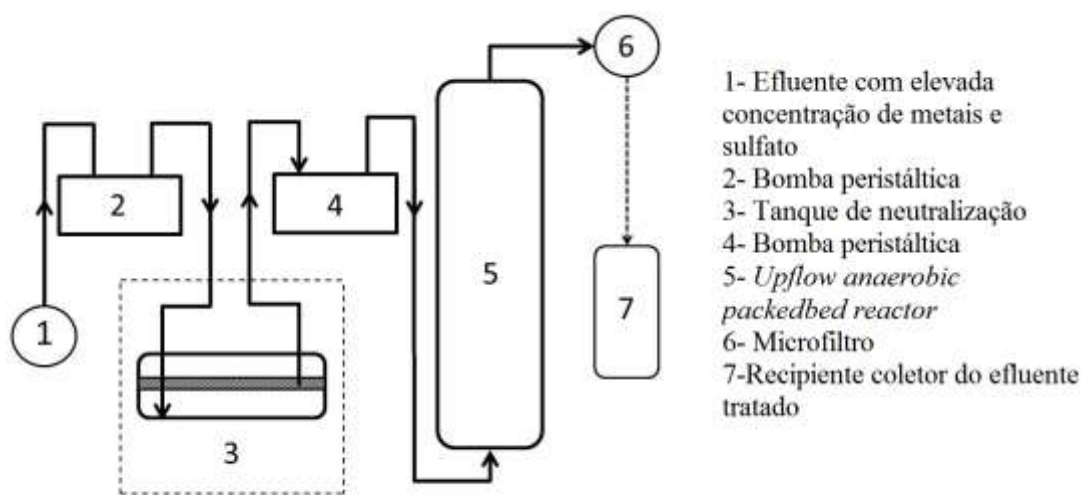 1
2
3
4
5
6
7
1- Efluente com elevada
concentração de metais e
sulfato
2- Bomba peristáltica
3- Tanque de neutralização
4- Bomba peristáltica
5- Upflow anaerobic
packedbed reactor
6- Microfiltro
7-Recipiente coletor do efluente
tratado